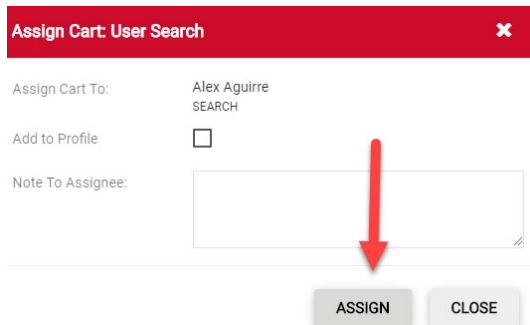 Assign Cart: User Search
Assign Cart To: Alex Aguirre
SEARCH
Add to Profile
Note To Assignee:
ASSIGN CLOSE